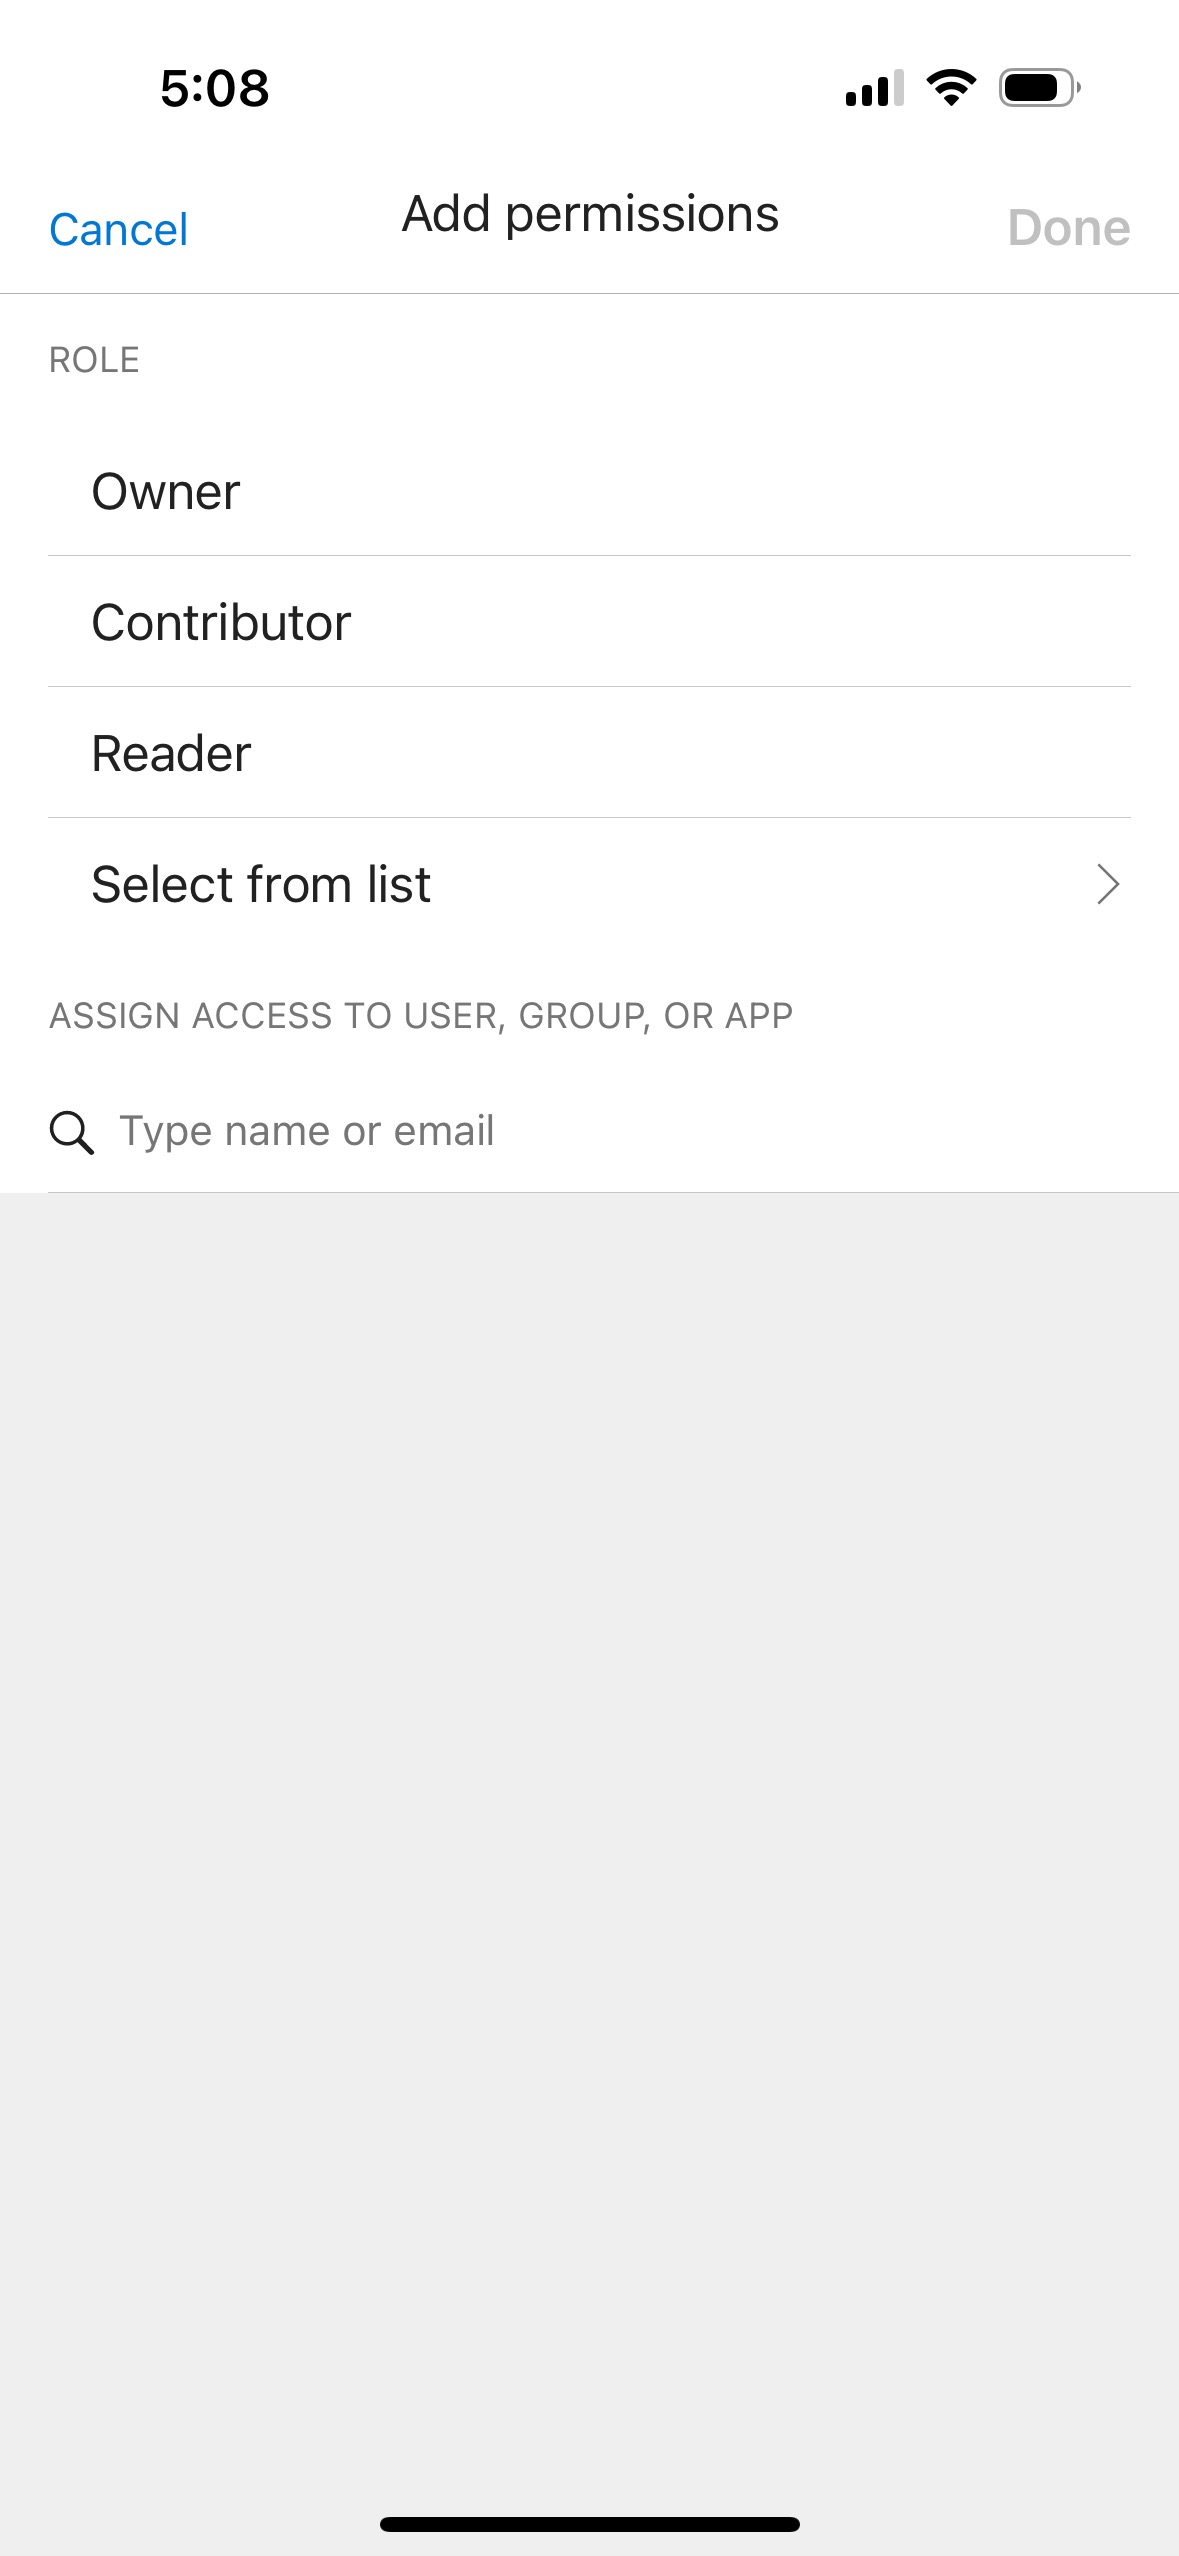 5:08
Cancel
Add permissions
Done
ROLE
Owner
Contributor
Reader
Select from list
ASSIGN ACCESS TO USER, GROUP, OR APP
Type name or email